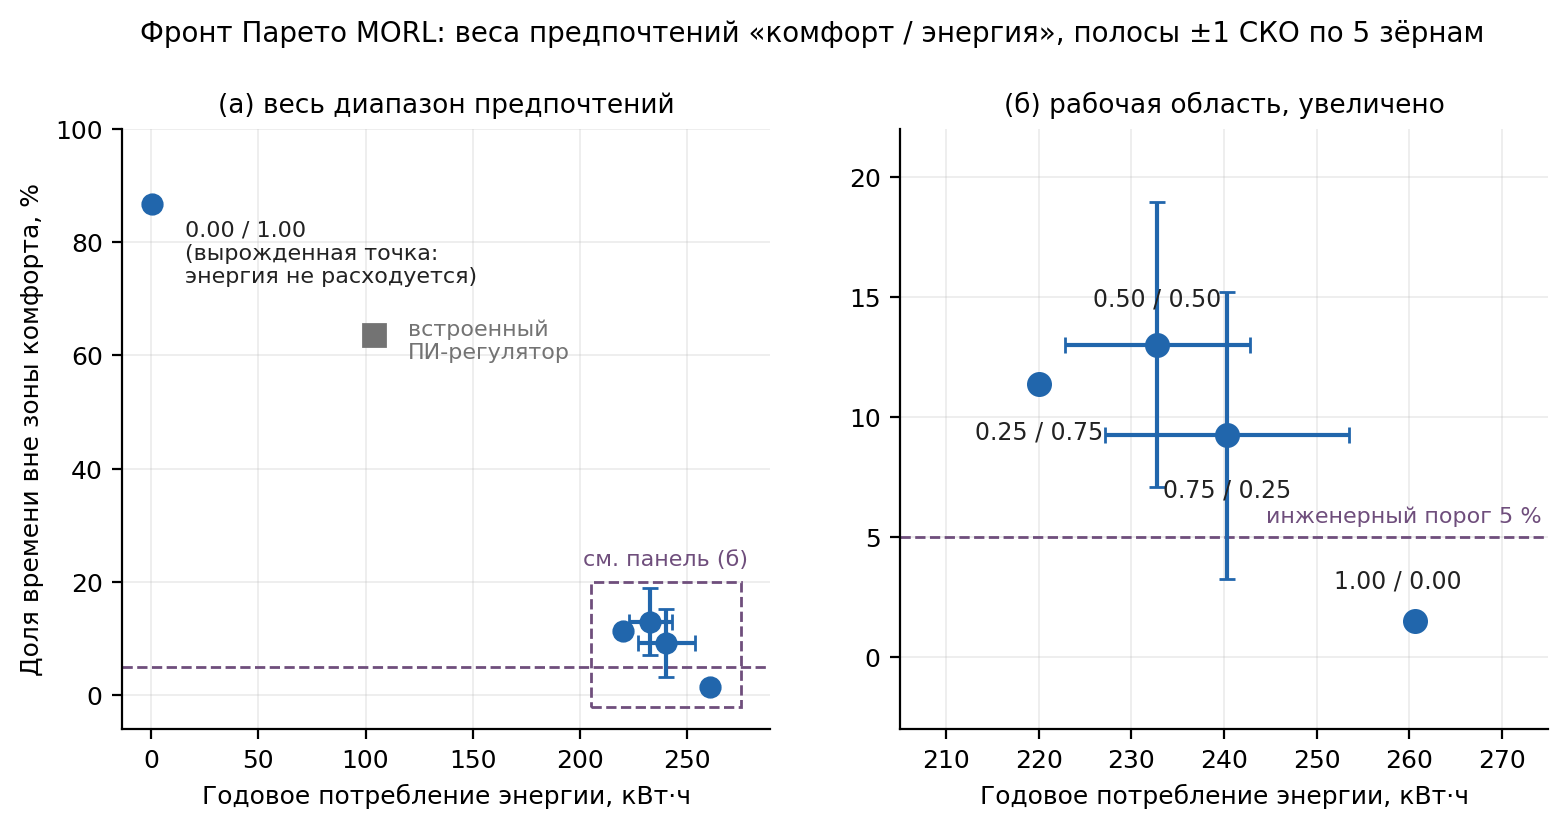 Фронт Парето MORL: веса предпочтений «комфорт / энергия», полосы ±1 СКО по 5 зёрнам
(а) весь диапазон предпочтений
Доля времени вне зоны комфорта, %
100
80
60
40
20
0
0.00 / 1.00
(вырожденная точка:
энергия не расходуется)
встроенный
ПИ-регулятор
см. панель (б)
0
50
100
150
200
250
Годовое потребление энергии, кВт·ч
(б) рабочая область, увеличено
20
15
10
5
0
0.50 / 0.50
0.25 / 0.75
0.75 / 0.25
инженерный порог 5 %
1.00 / 0.00
210
220
230
240
250
260
270
Годовое потребление энергии, кВт·ч